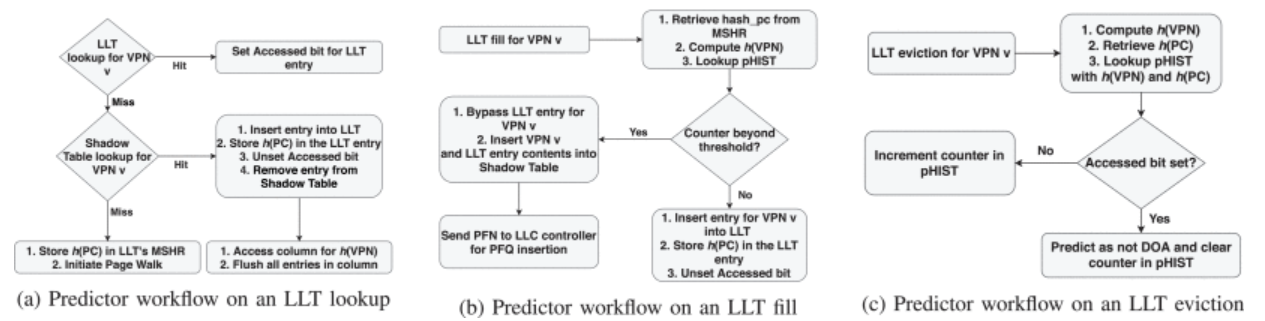 LLT
lookup for VPN
v
Hit
Set Accessed bit for LLT
entry
Miss
Shadow
Table lookup for
VPN v
Hit
1. Insert entry into LLT
2. Store h(PC) in the LLT entry
3. Unset Accessed bit
4. Remove entry from
Shadow Table
Miss
1. Store h(PC) in LLT's MSHR
2. Initiate Page Walk
1. Access column for h(VPN)
2. Flush all entries in column
(a) Predictor workflow on an LLT lookup
LLT fill for VPN v
1. Retrieve hash_pc from
MSHR
2. Compute h(VPN)
3. Lookup pHIST
Counter beyond
threshold?
Yes
1. Bypass LLT entry for
VPN v
2. Insert VPN v
and LLT entry contents into
Shadow Table
Send PFN to LLC controller
for PFQ insertion
No
1. Insert entry for VPN v
into LLT
2. Store h(PC) in the LLT
entry
3. Unset Accessed bit
(b) Predictor workflow on an LLT fill
LLT eviction for VPN v
1. Compute h(VPN)
2. Retrieve h(PC)
3. Lookup pHIST
with h(VPN) and h(PC)
Accessed bit set?
No
Increment counter in
pHIST
Yes
Predict as not DOA and clear
counter in pHIST
(c) Predictor workflow on an LLT eviction